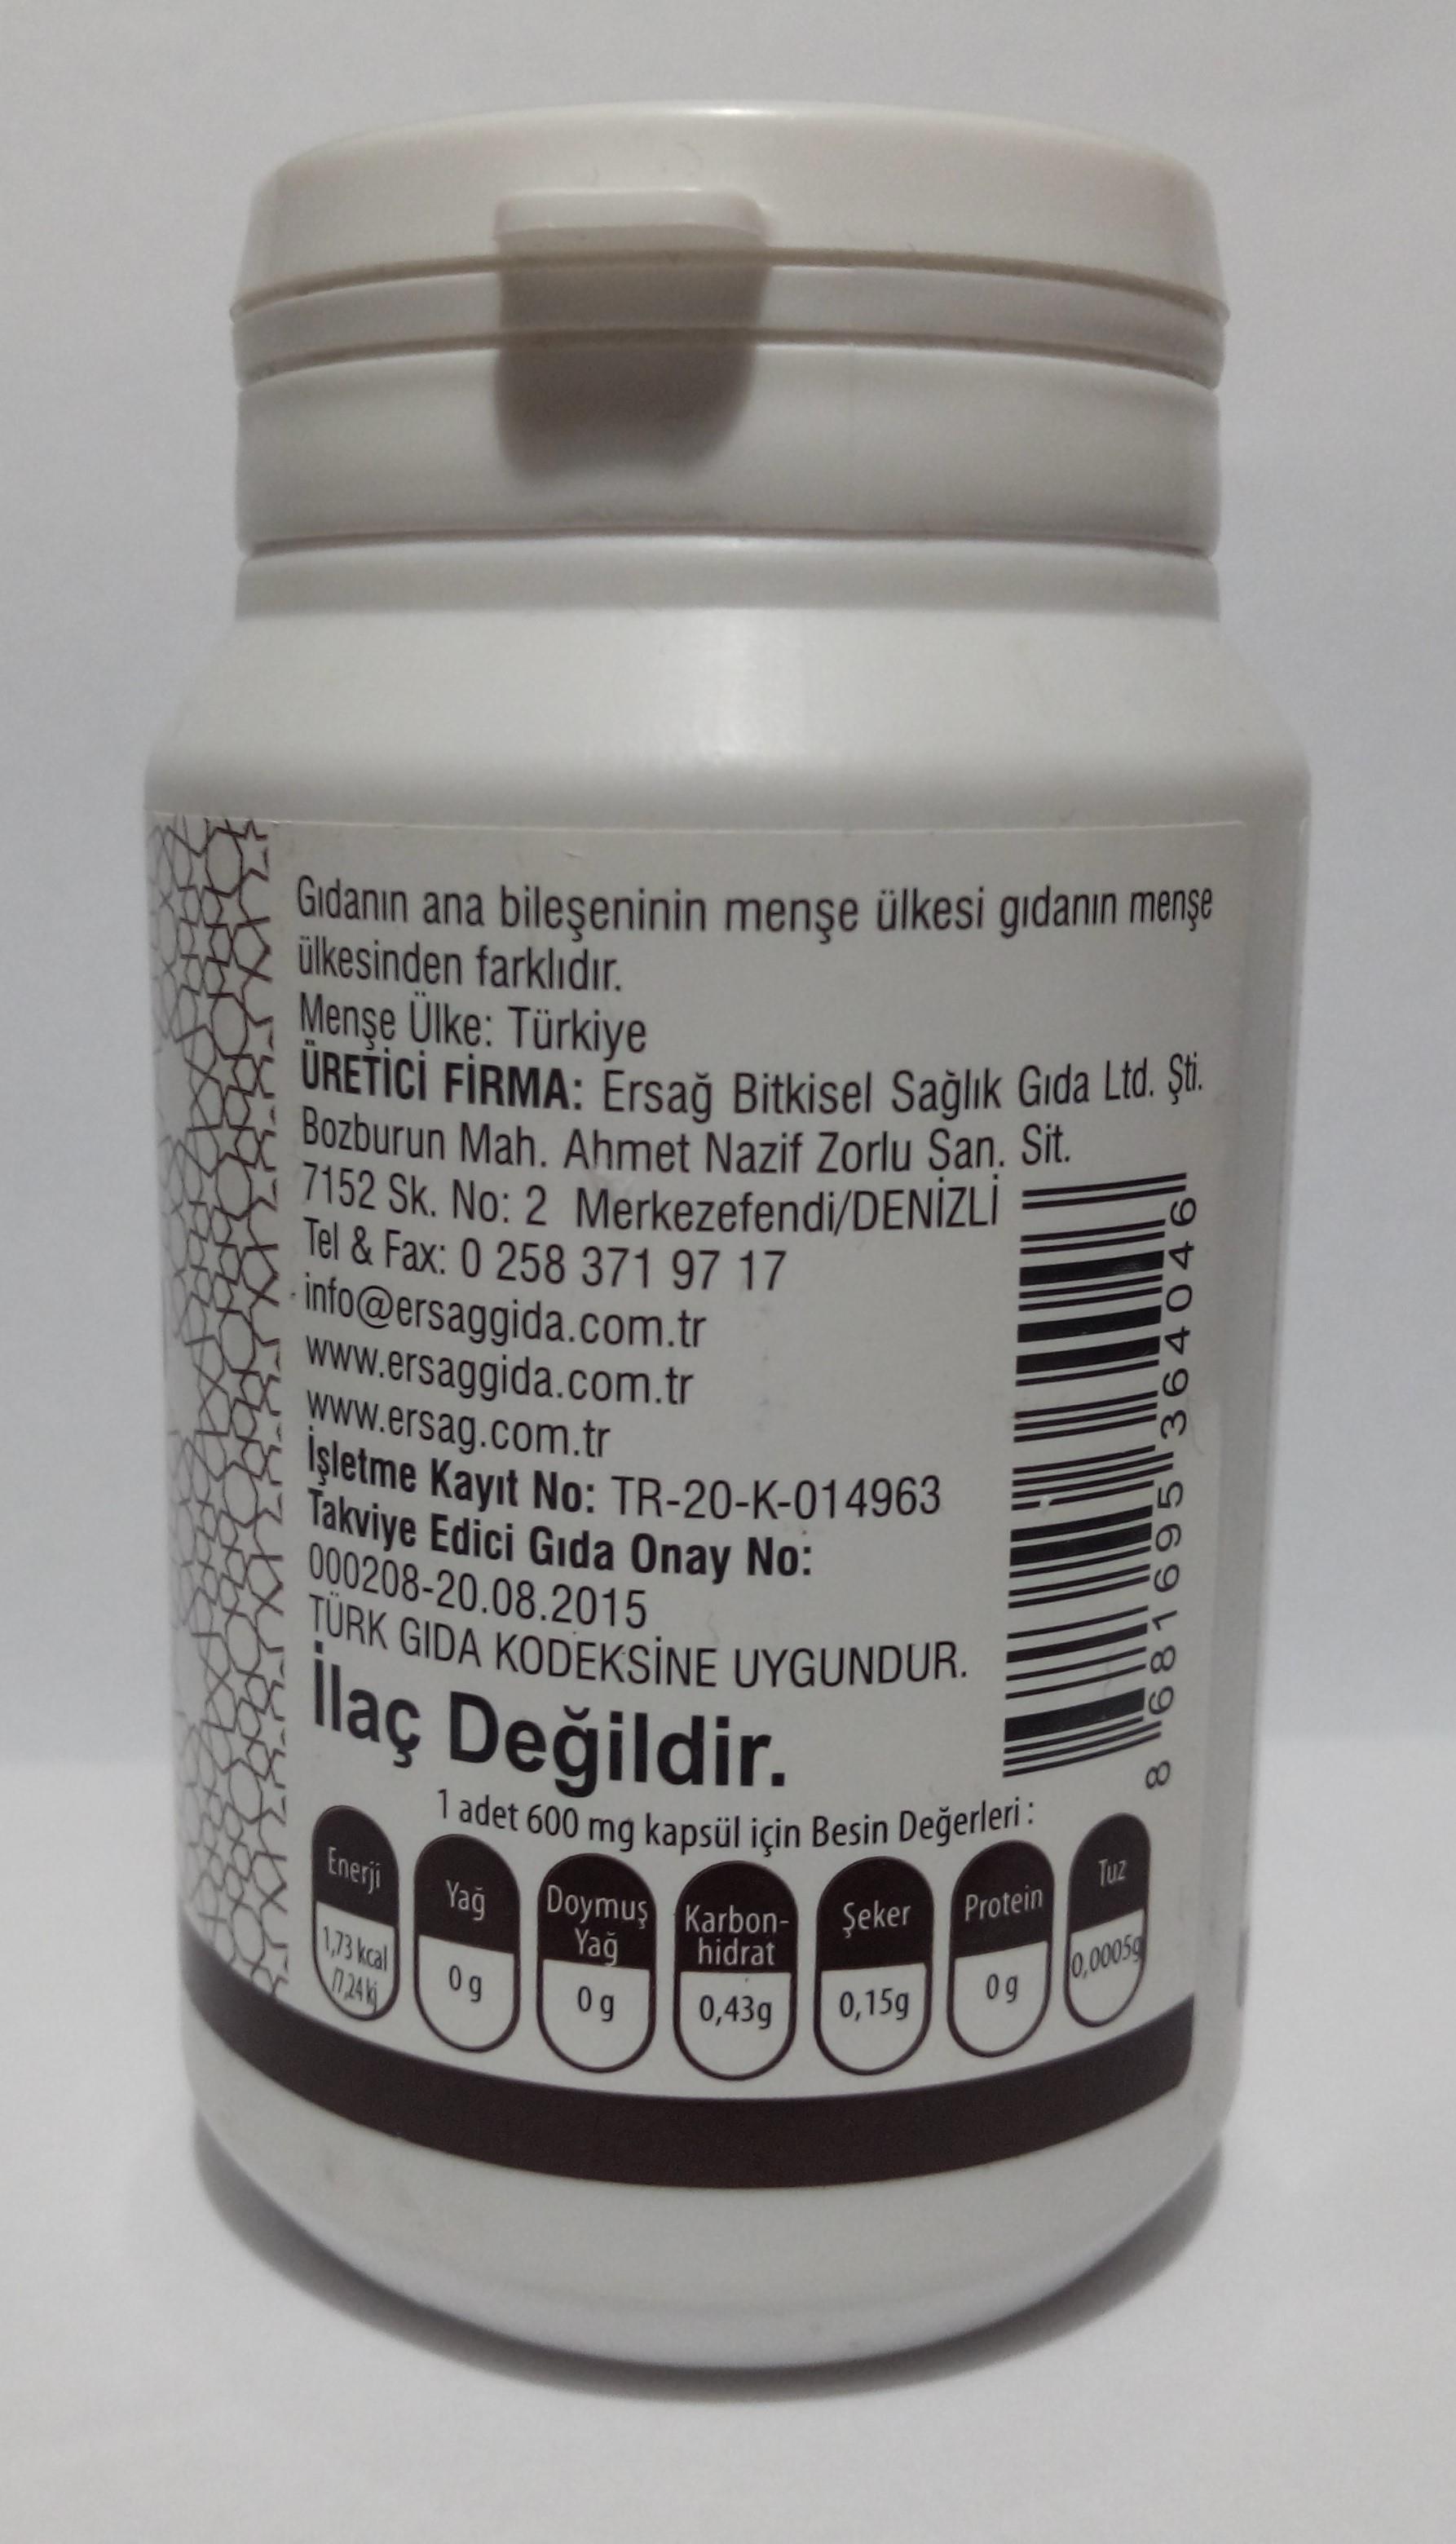 Gıdanın ana bileşeninin menşe ülkesi gıdanın menşe
ülkesinden farklıdır.
Menşe Ülke: Türkiye
ÜRETİCİ FİRMA: Ersağ Bitkisel Sağlık Gıda Ltd. Şti.
Bozburun Mah. Ahmet Nazif Zorlu San. Sit.
7152 Sk. No: 2 Merkezefendi/DENİZLİ
Tel & Fax: 0 258 371 97 17
info@ersaggida.com.tr
www.ersaggida.com.tr
www.ersag.com.tr
İşletme Kayıt No: TR-20-K-014963
Takviye Edici Gıda Onay No:
000208-20.08.2015
TÜRK GIDA KODEKSİNE UYGUNDUR.
İlaç Değildir.
8 681695 364046
1 adet 600 mg kapsül için Besin Değerleri :
Enerji
1,73 kcal
/7,24 kj
Yağ
0 g
Doymuş
Yağ
0 g
Karbon-
hidrat
0,43g
Şeker
0,15g
Protein
0 g
Tuz
0,0005g